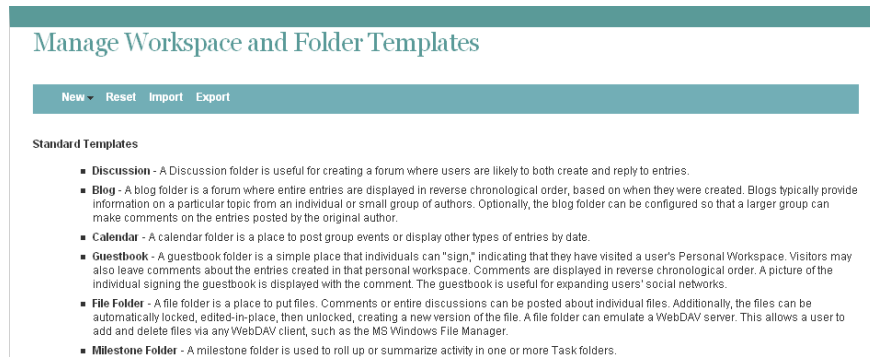 Manage Workspace and Folder Templates
New Reset Import Export
Standard Templates
Discussion - A Discussion folder is useful for creating a forum where users are likely to both create and reply to entries.
Blog - A blog folder is a forum where entire entries are displayed in reverse chronological order, based on when they were created. Blogs typically provide
information on a particular topic from an individual or small group of authors. Optionally, the blog folder can be configured so that a larger group can
make comments on the entries posted by the original author.
Calendar - A calendar folder is a place to post group events or display other types of entries by date.
Guestbook - A guestbook folder is a simple place that individuals can "sign," indicating that they have visited a user's Personal Workspace. Visitors may
also leave comments about the entries created in that personal workspace. Comments are displayed in reverse chronological order. A picture of the
individual signing the guestbook is displayed with the comment. The guestbook is useful for expanding users' social networks.
File Folder - A file folder is a place to put files. Comments or entire discussions can be posted about individual files. Additionally, the files can be
automatically locked, edited-in-place, then unlocked, creating a new version of the file. A file folder can emulate a WebDAV server. This allows a user to
add and delete files via any WebDAV client, such as the MS Windows File Manager.
Milestone Folder - A milestone folder is used to roll up or summarize activity in one or more Task folders.